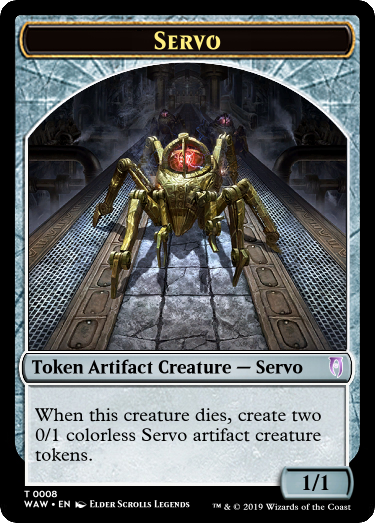 Servo
Token Artifact Creature — Servo
When this creature dies, create two
0/1 colorless Servo artifact creature
tokens.
1/1
T 0008
WAW • EN Elder Scrolls Legends
™ & © 2019 Wizards of the Coast